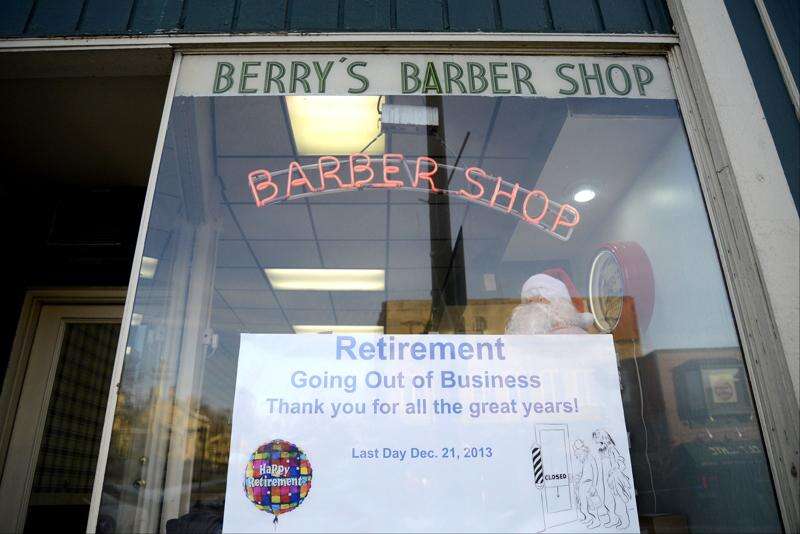 BERRY'S BARBER SHOP
BARBER SHOP
Retirement
Going Out of Business
Thank you for all the great years!
Last Day Dec. 21, 2013
HaPPy
Retirement
CLOSED